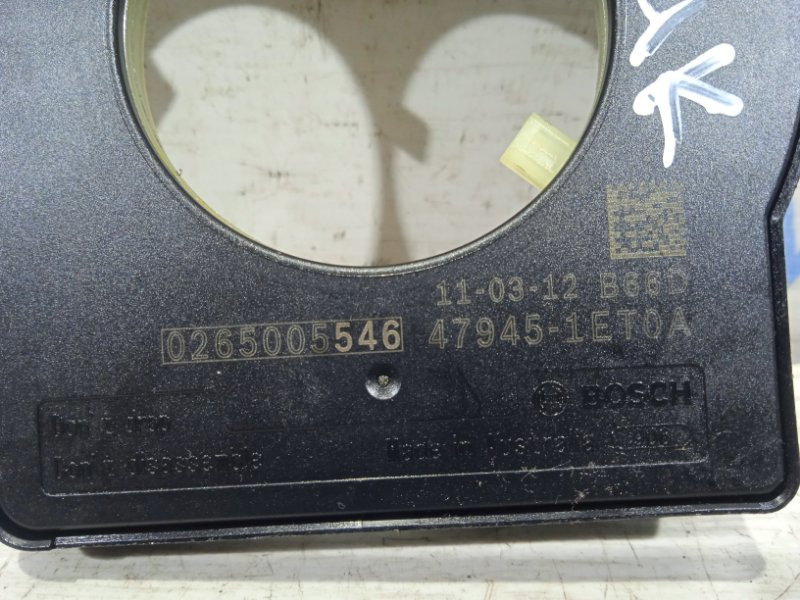 11-03-12 B66D
0265005546 47945-1ET0A
BOSCH
Don't drop
Don't disassemble Made in Australia